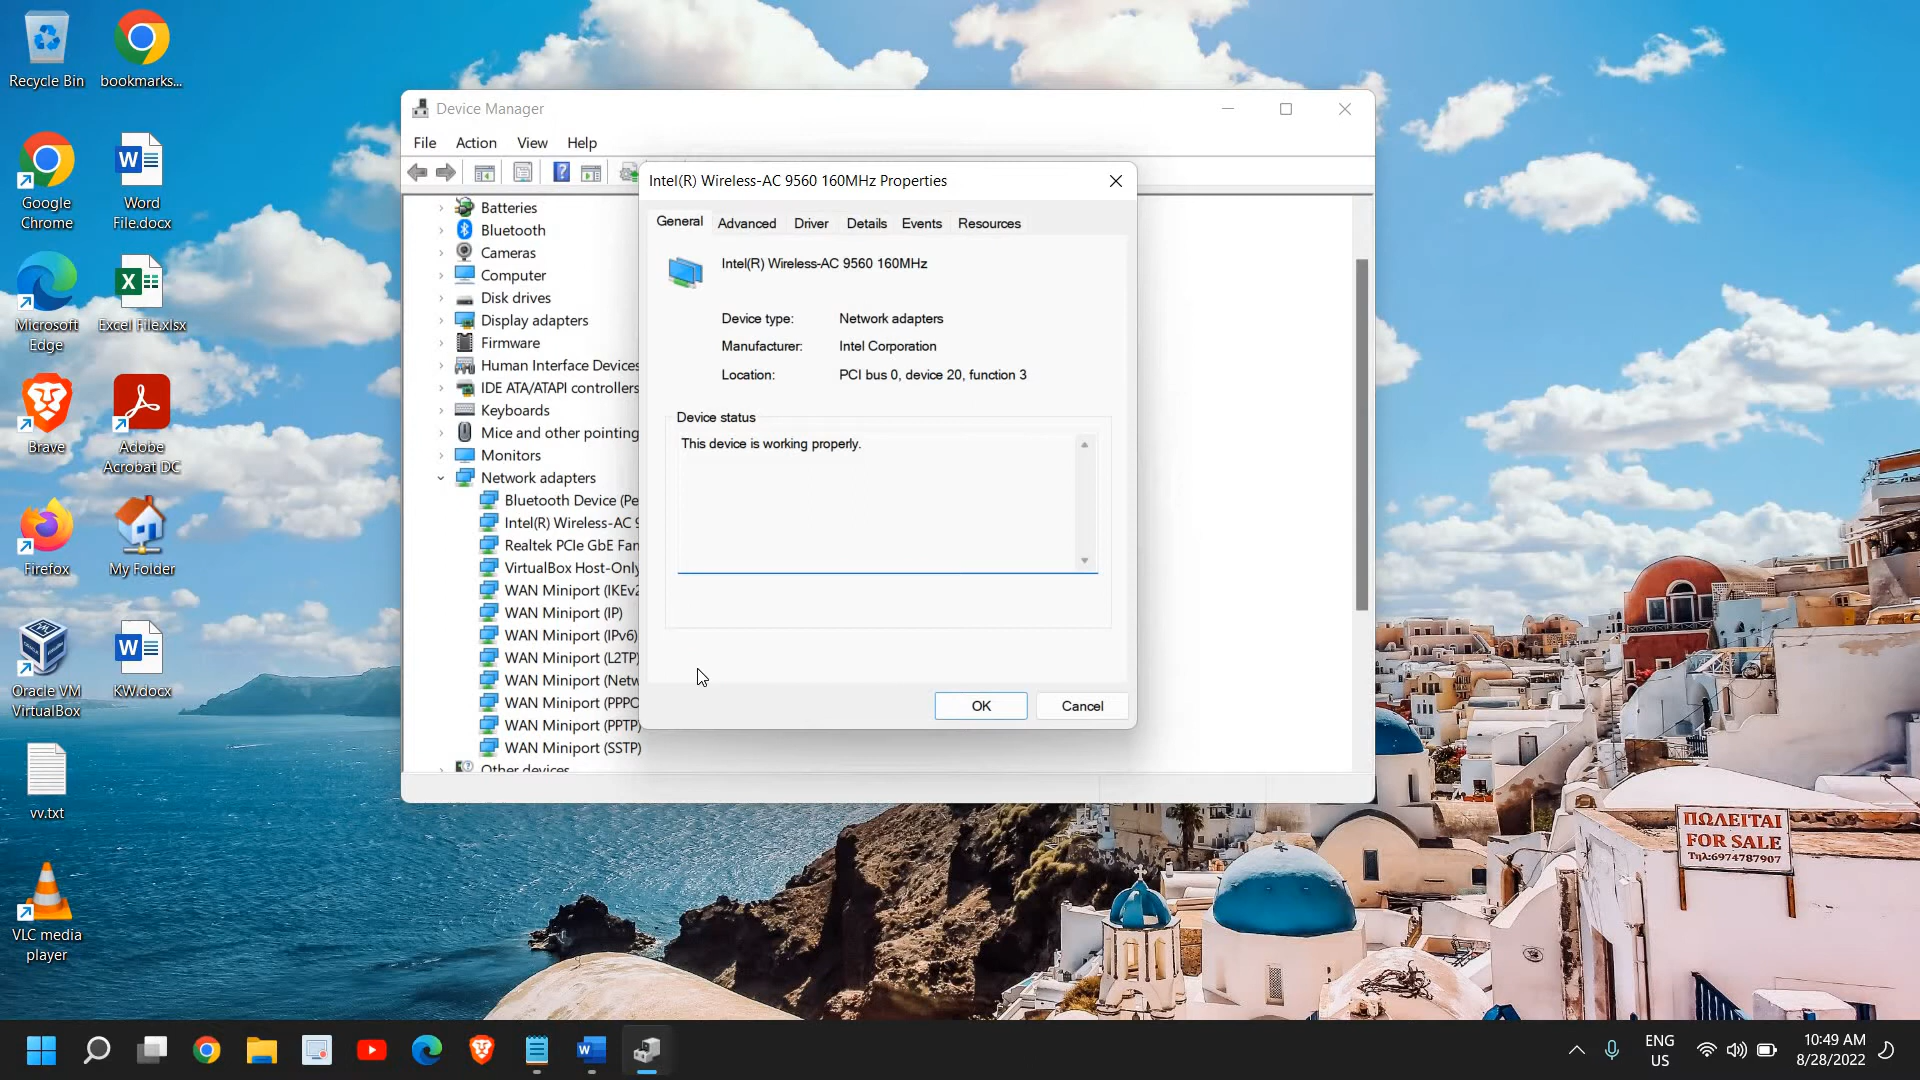 Recycle Bin
bookmarks...
Google
Chrome
Word
File.docx
Microsoft
Edge
Excel File.xlsx
Brave
Adobe
Acrobat DC
Firefox
My Folder
Oracle VM
VirtualBox
KW.docx
vv.txt
VLC media
player
Device Manager
File Action View Help
Batteries
Bluetooth
Cameras
Computer
Disk drives
Display adapters
Firmware
Human Interface Devices
IDE ATA/ATAPI controllers
Keyboards
Mice and other pointing
Monitors
Network adapters
Bluetooth Device (Pe
Intel(R) Wireless-AC 9
Realtek PCIe GbE Fan
VirtualBox Host-Only
WAN Miniport (IKEv2
WAN Miniport (IP)
WAN Miniport (IPv6)
WAN Miniport (L2TP)
WAN Miniport (Netw
WAN Miniport (PPPO
WAN Miniport (PPTP)
WAN Miniport (SSTP)
Other devices
Intel(R) Wireless-AC 9560 160MHz Properties
General Advanced Driver Details Events Resources
Intel(R) Wireless-AC 9560 160MHz
Device type: Network adapters
Manufacturer: Intel Corporation
Location: PCI bus 0, device 20, function 3
Device status
This device is working properly.
OK Cancel
ΠΩΛΕΙΤΑΙ
FOR SALE
Τηλ:6974787907
ENG
US
10:49 AM
8/28/2022